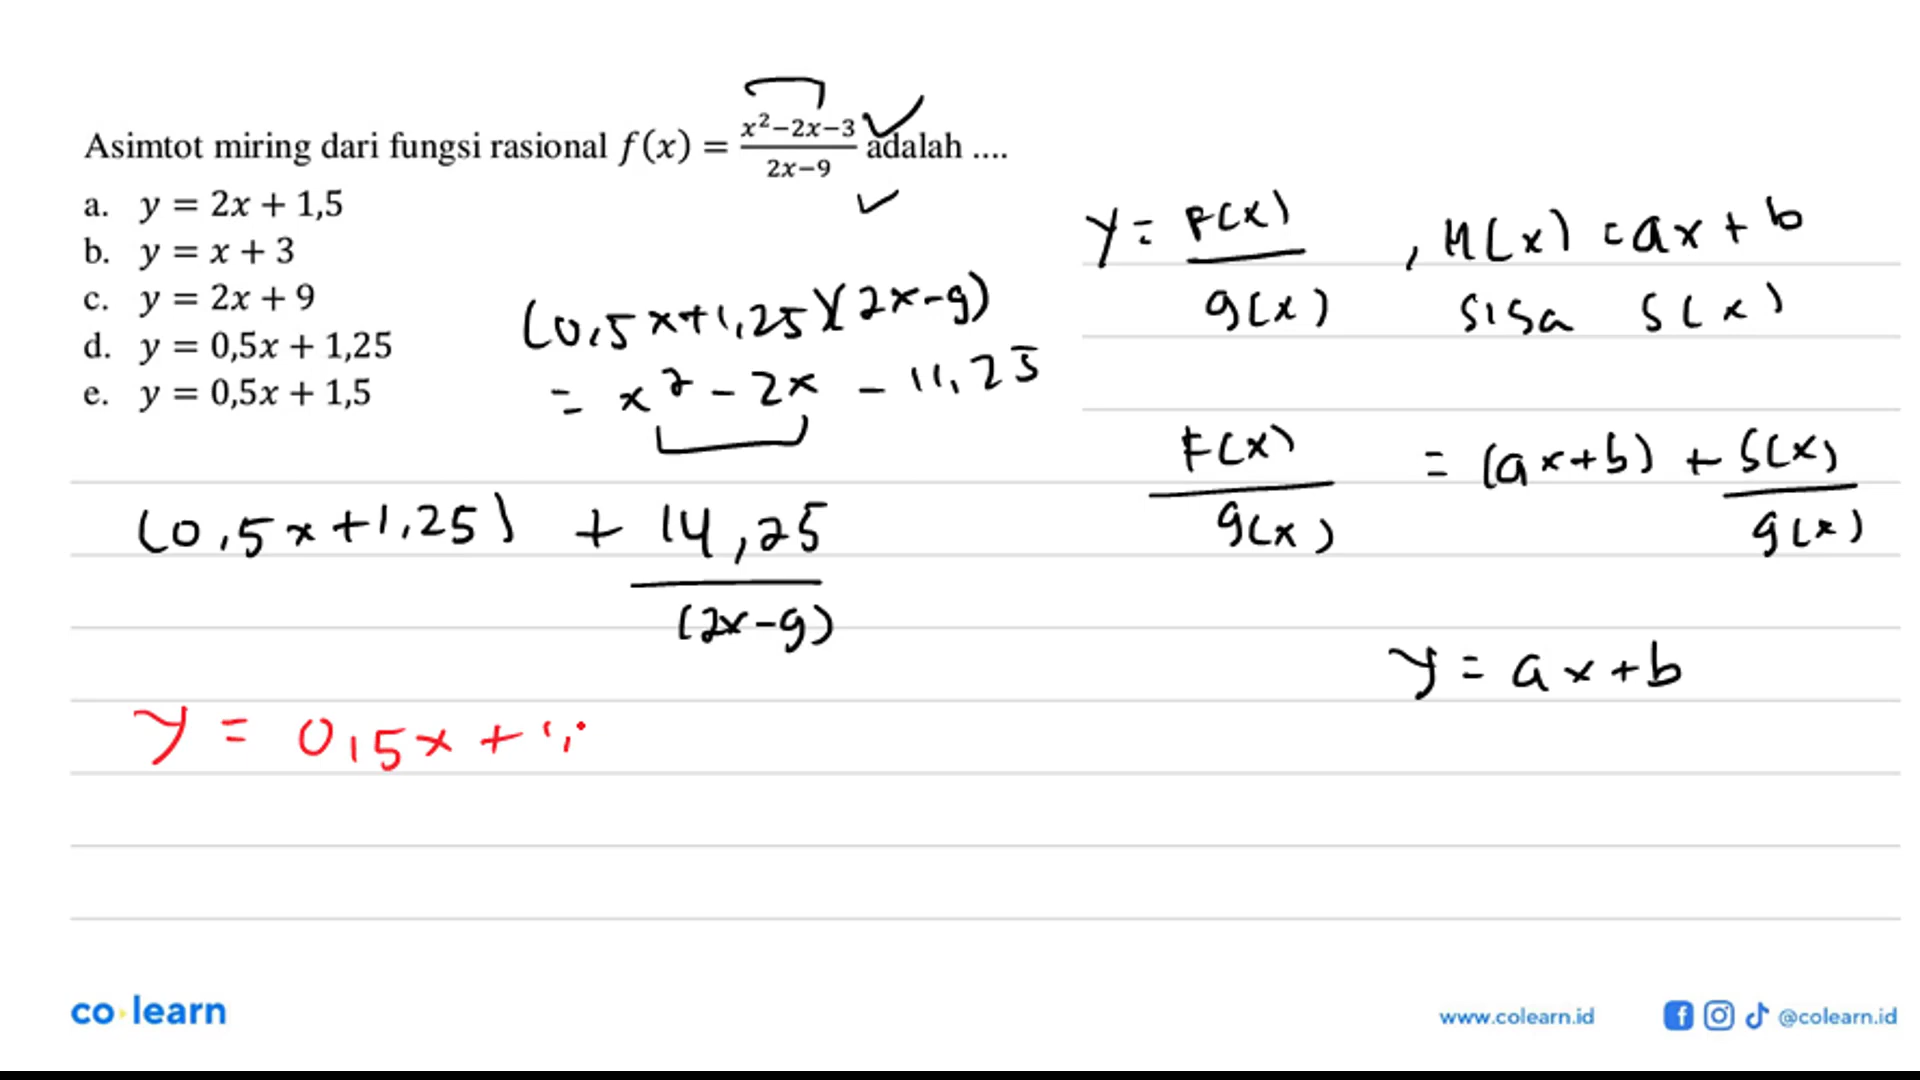 Asimtot miring dari fungsi rasional f(x) = x²−2x−3 / 2x−9 adalah ....
a. y = 2x + 1,5
b. y = x + 3
c. y = 2x + 9
d. y = 0,5x + 1,25
e. y = 0,5x + 1,5
(0,5x+1,25)(2x-9)
= x² - 2x - 11,25
(0,5x+1,25) + 14,25 / (2x-9)
y = 0,5x + 1,
y = F(x) / g(x) , H(x) = ax + b
sisa S(x)
F(x) / g(x) = (ax+b) + S(x) / g(x)
y = ax+b
co learn
www.colearn.id
@colearn.id